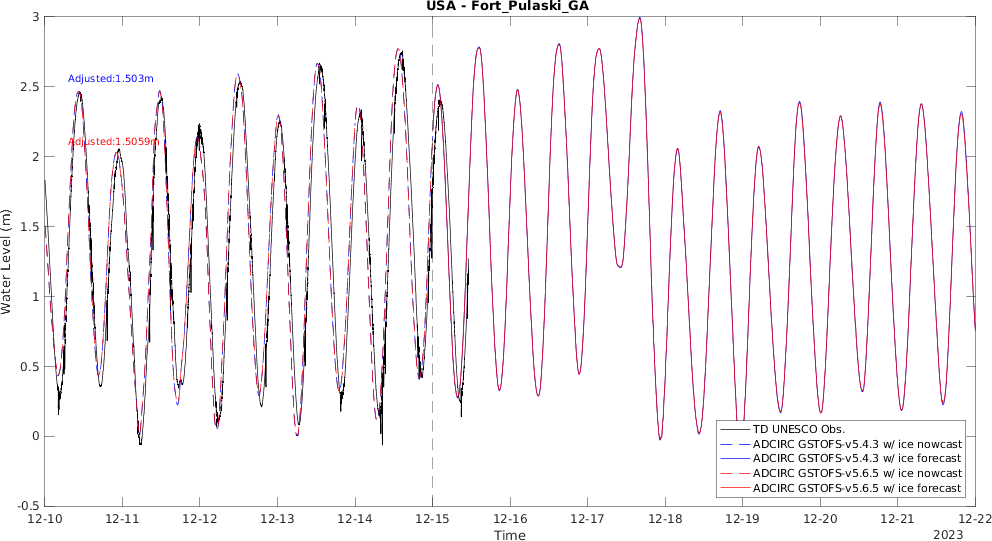 USA - Fort_Pulaski_GA
3
2.5
2
1.5
1
0.5
0
-0.5
Water Level (m)
Adjusted:1.503m
Adjusted:1.5059m
TD UNESCO Obs.
ADCIRC GSTOFS-v5.4.3 w/ ice nowcast
ADCIRC GSTOFS-v5.4.3 w/ ice forecast
ADCIRC GSTOFS-v5.6.5 w/ ice nowcast
ADCIRC GSTOFS-v5.6.5 w/ ice forecast
12-10 12-11 12-12 12-13 12-14 12-15 12-16 12-17 12-18 12-19 12-20 12-21 12-22
Time
2023